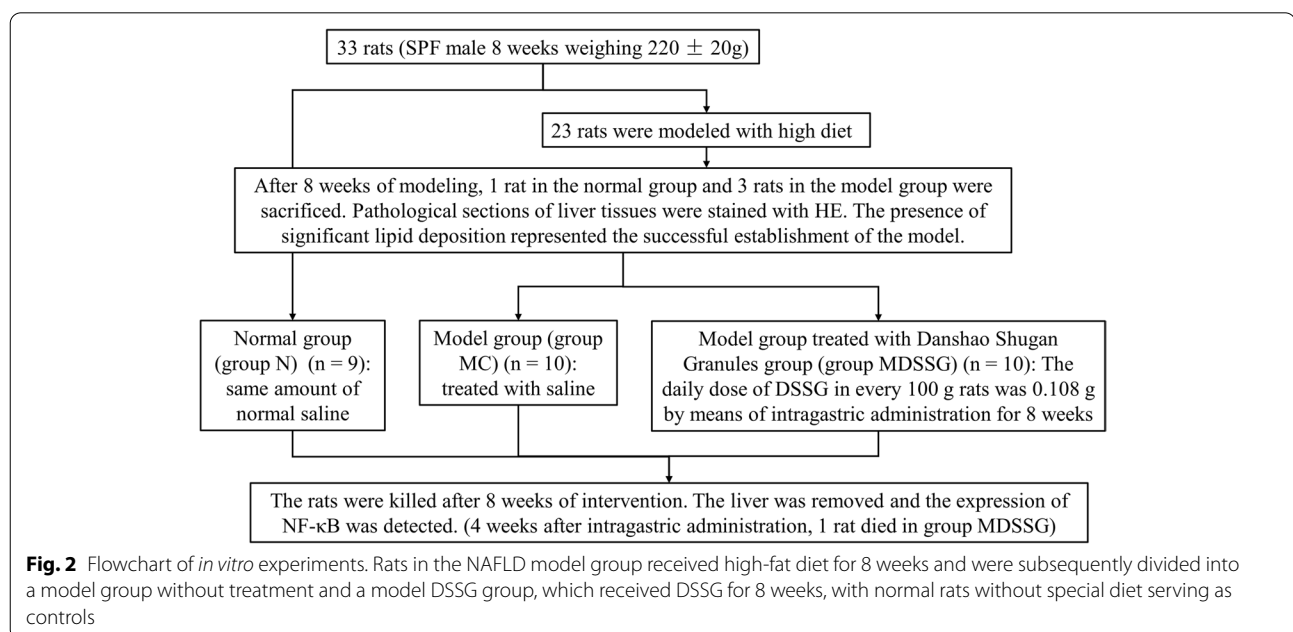 33 rats (SPF male 8 weeks weighing 220 ± 20g)
23 rats were modeled with high diet
After 8 weeks of modeling, 1 rat in the normal group and 3 rats in the model group were
sacrificed. Pathological sections of liver tissues were stained with HE. The presence of
significant lipid deposition represented the successful establishment of the model.
Normal group
(group N) (n = 9):
same amount of
normal saline
Model group (group
MC) (n = 10):
treated with saline
Model group treated with Danshao Shugan
Granules group (group MDSSG) (n = 10): The
daily dose of DSSG in every 100 g rats was 0.108 g
by means of intragastric administration for 8 weeks
The rats were killed after 8 weeks of intervention. The liver was removed and the expression of
NF-κB was detected. (4 weeks after intragastric administration, 1 rat died in group MDSSG)
Fig. 2 Flowchart of in vitro experiments. Rats in the NAFLD model group received high-fat diet for 8 weeks and were subsequently divided into
a model group without treatment and a model DSSG group, which received DSSG for 8 weeks, with normal rats without special diet serving as
controls